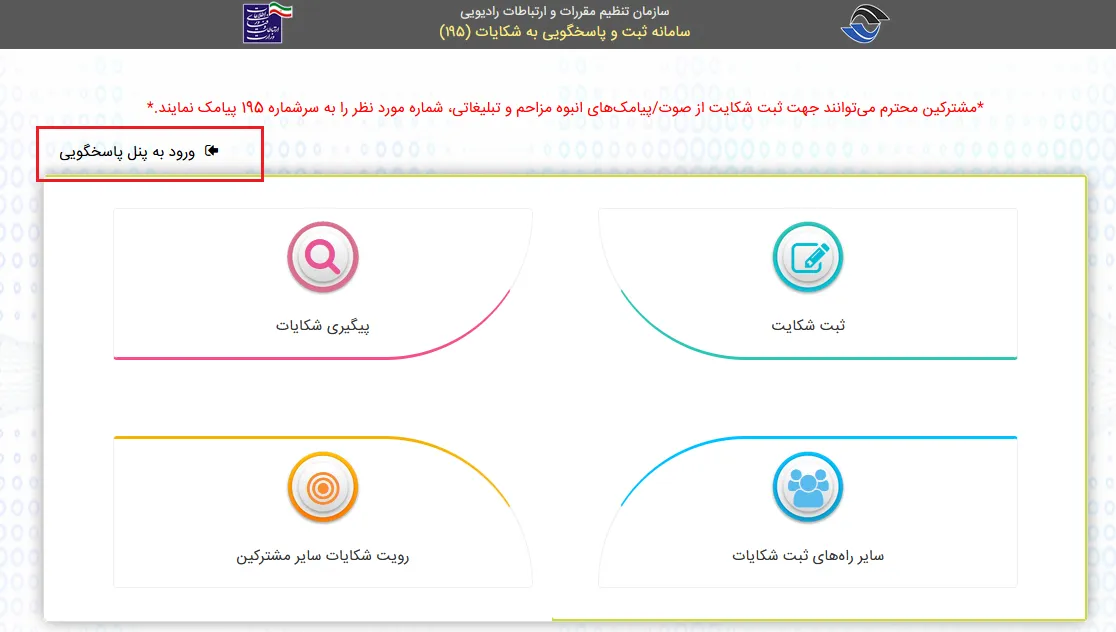 سازمان تنظیم مقررات و ارتباطات رادیویی
سامانه ثبت و پاسخگویی به شکایات (۱۹۵)
*مشترکین محترم می‌توانند جهت ثبت شکایت از صوت/پیامک‌های انبوه مزاحم و تبلیغاتی، شماره مورد نظر را به سرشماره ۱۹۵ پیامک نمایند.*
ورود به پنل پاسخگویی
ثبت شکایت
پیگیری شکایات
سایر راه‌های ثبت شکایات
رویت شکایات سایر مشترکین